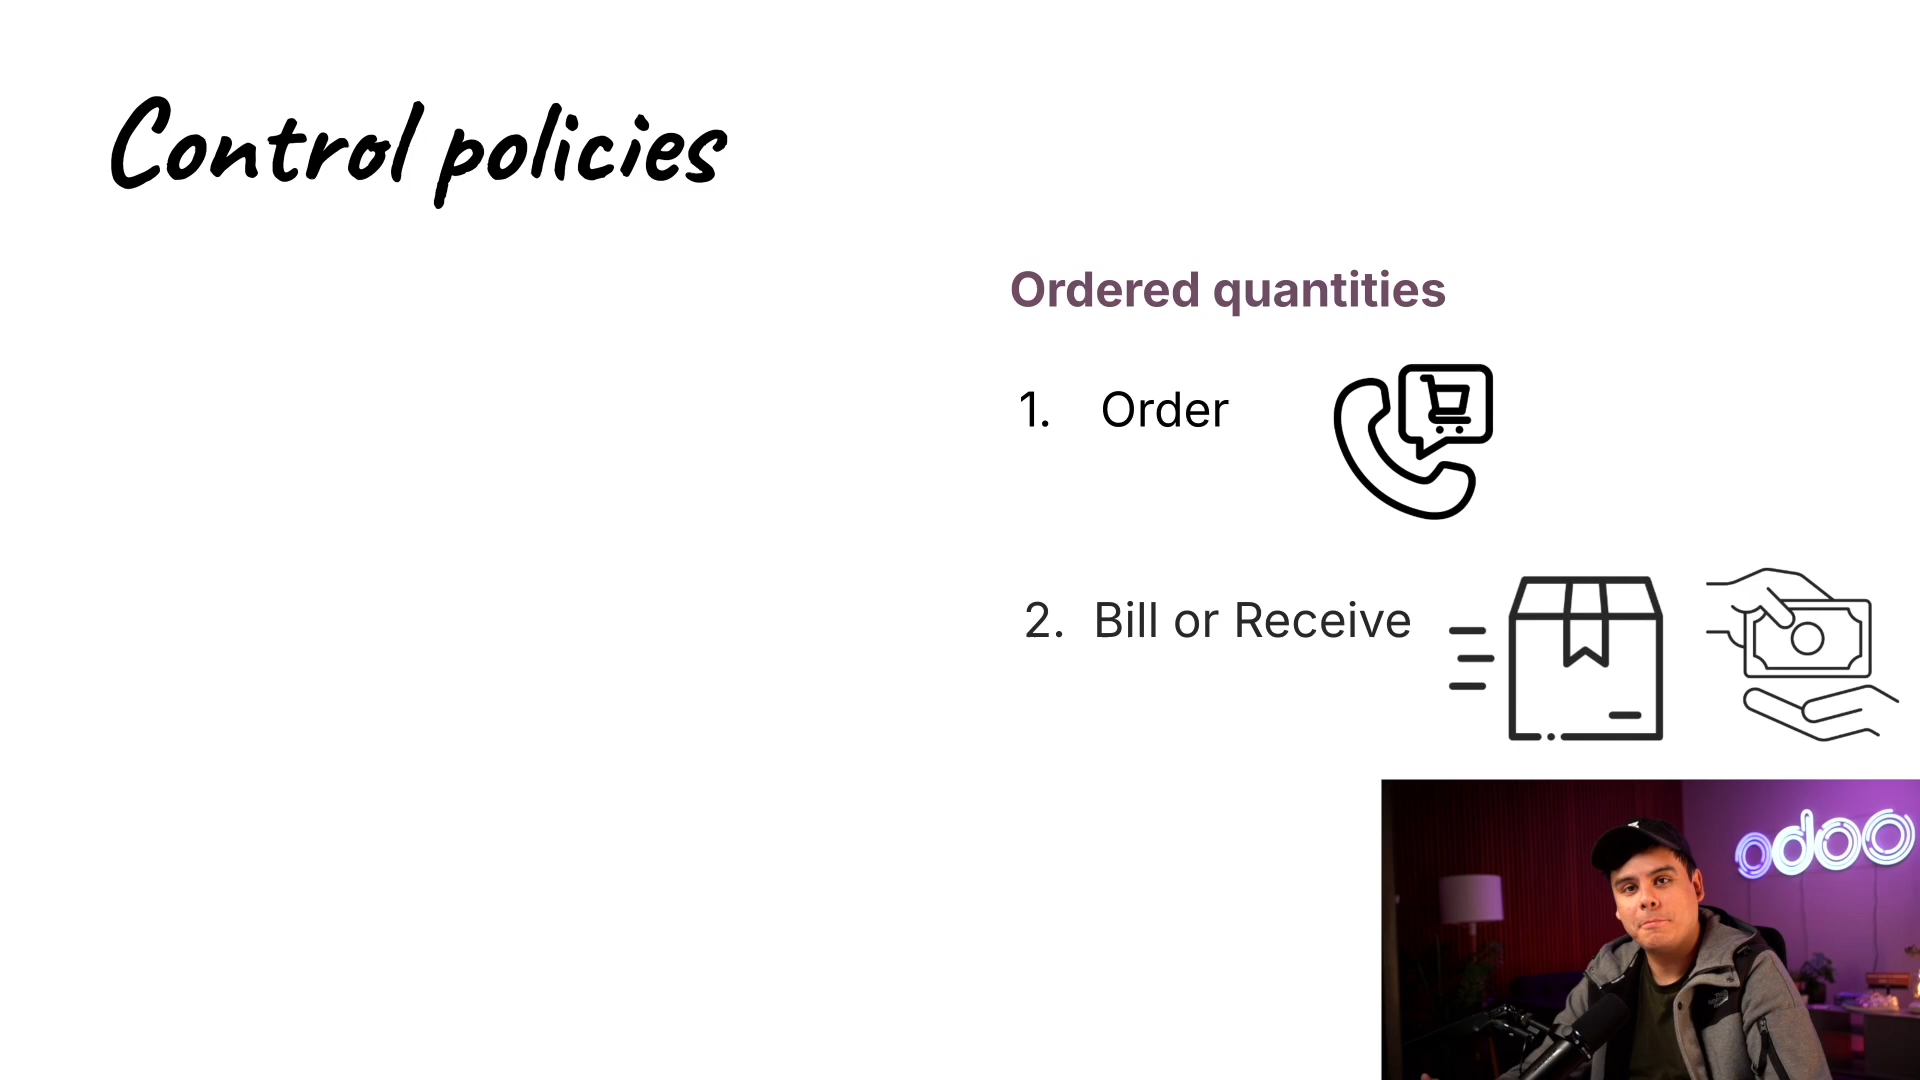 Control policies
Ordered quantities
1. Order
2. Bill or Receive
odoo